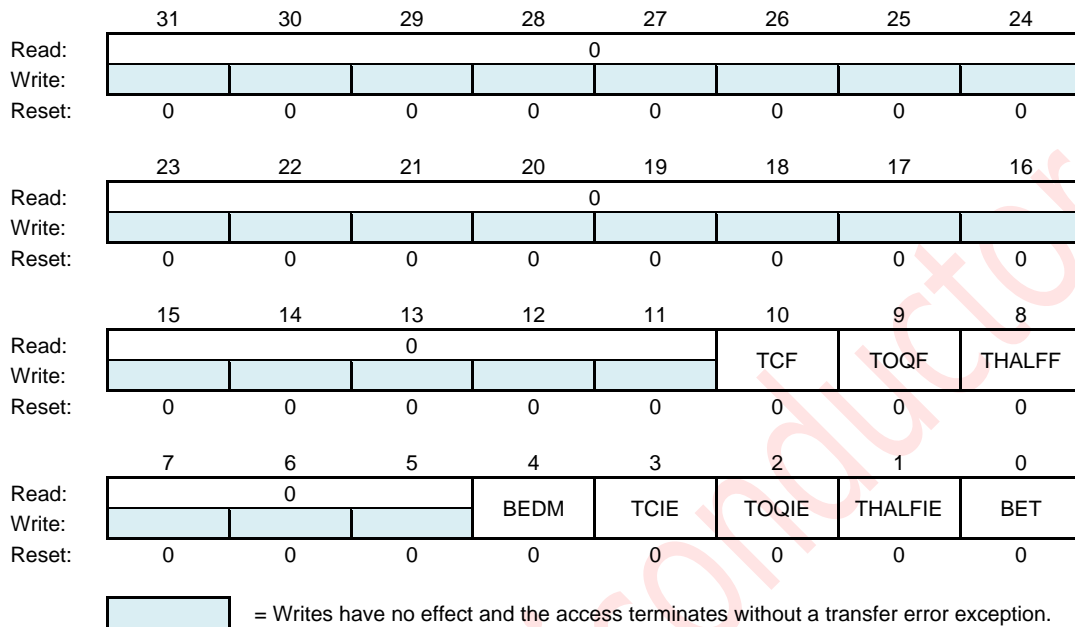 31 30 29 28 27 26 25 24
Read: 0
Write:
Reset: 0 0 0 0 0 0 0 0
23 22 21 20 19 18 17 16
Read: 0
Write:
Reset: 0 0 0 0 0 0 0 0
15 14 13 12 11 10 9 8
Read: 0 TCF TOQF THALFF
Write:
Reset: 0 0 0 0 0 0 0 0
7 6 5 4 3 2 1 0
Read: 0 BEDM TCIE TOQIE THALFIE BET
Write:
Reset: 0 0 0 0 0 0 0 0
= Writes have no effect and the access terminates without a transfer error exception.
onductor